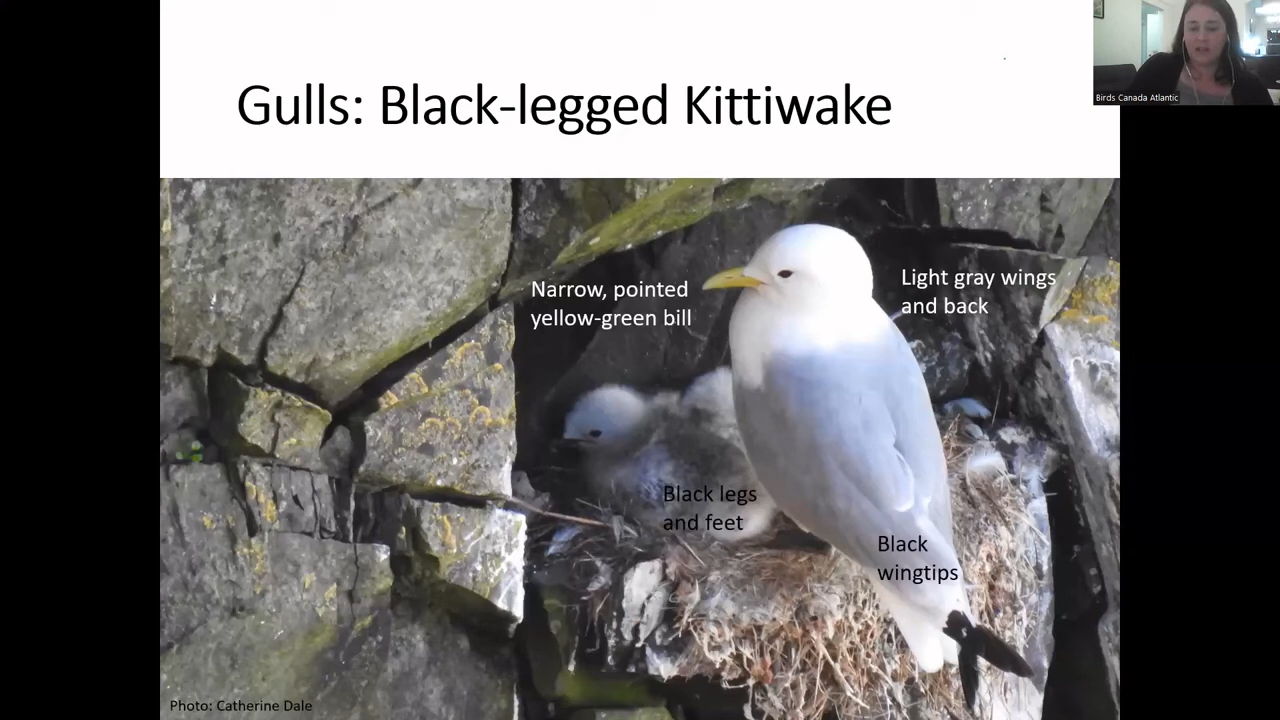 Gulls: Black-legged Kittiwake
Birds Canada Atlantic
Narrow, pointed
yellow-green bill
Light gray wings
and back
Black legs
and feet
Black
wingtips
Photo: Catherine Dale